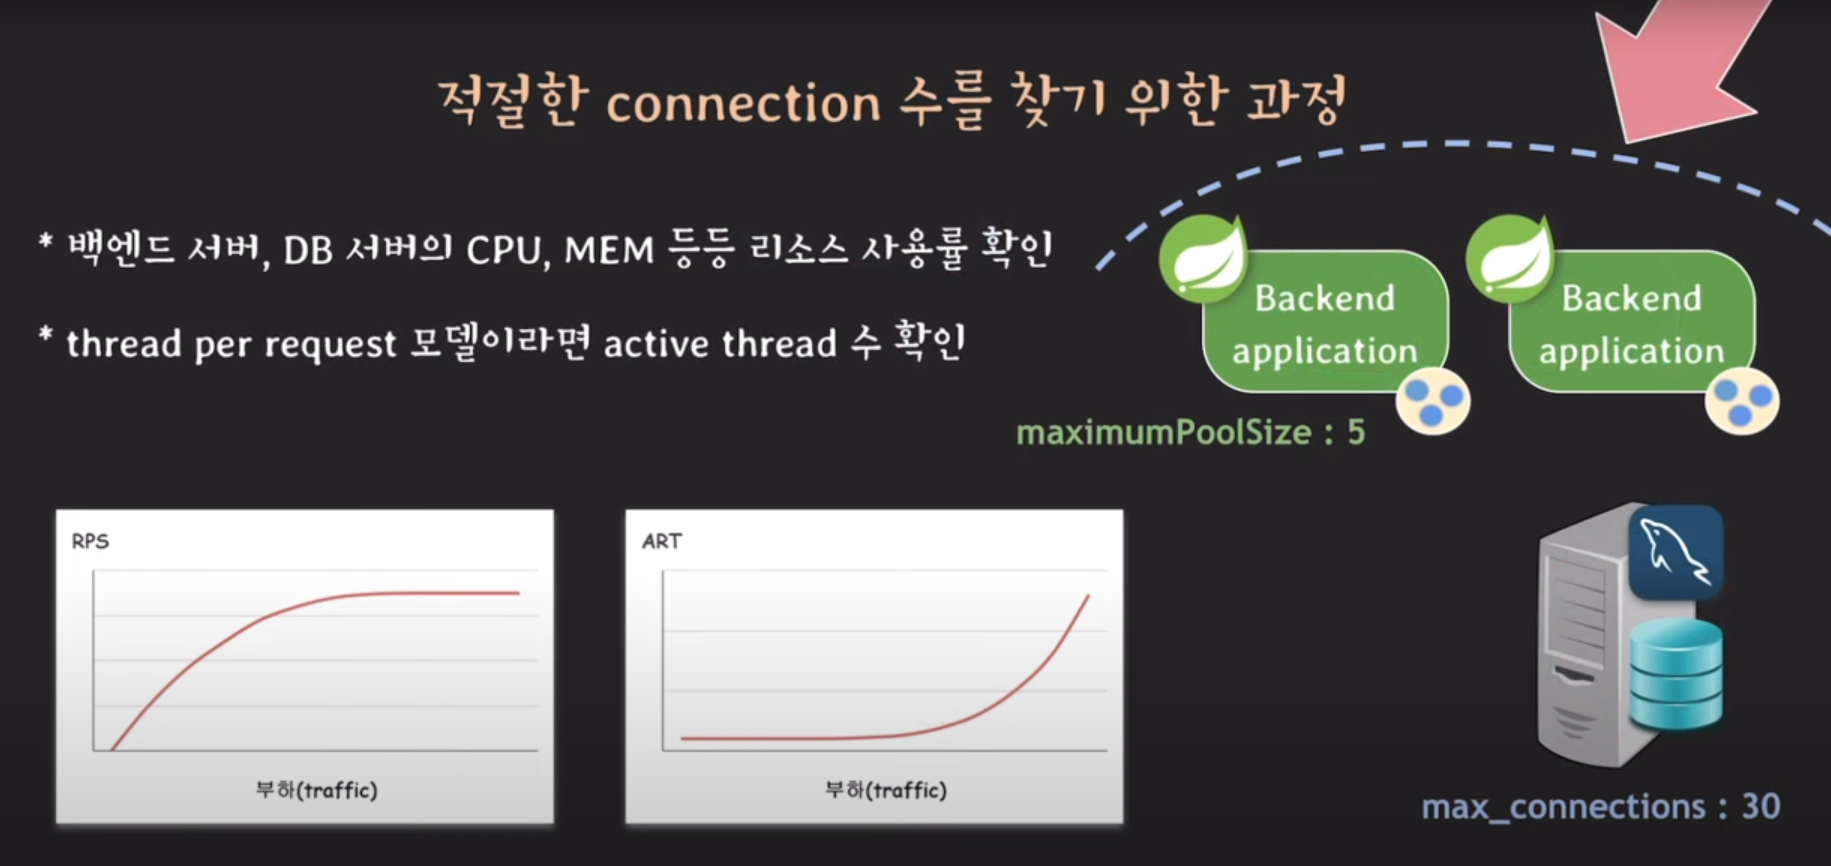 적절한 connection 수를 찾기 위한 과정
* 백엔드 서버, DB 서버의 CPU, MEM 등등 리소스 사용률 확인
* thread per request 모델이라면 active thread 수 확인
Backend
application
Backend
application
maximumPoolSize : 5
RPS
부하(traffic)
ART
부하(traffic)
max_connections : 30